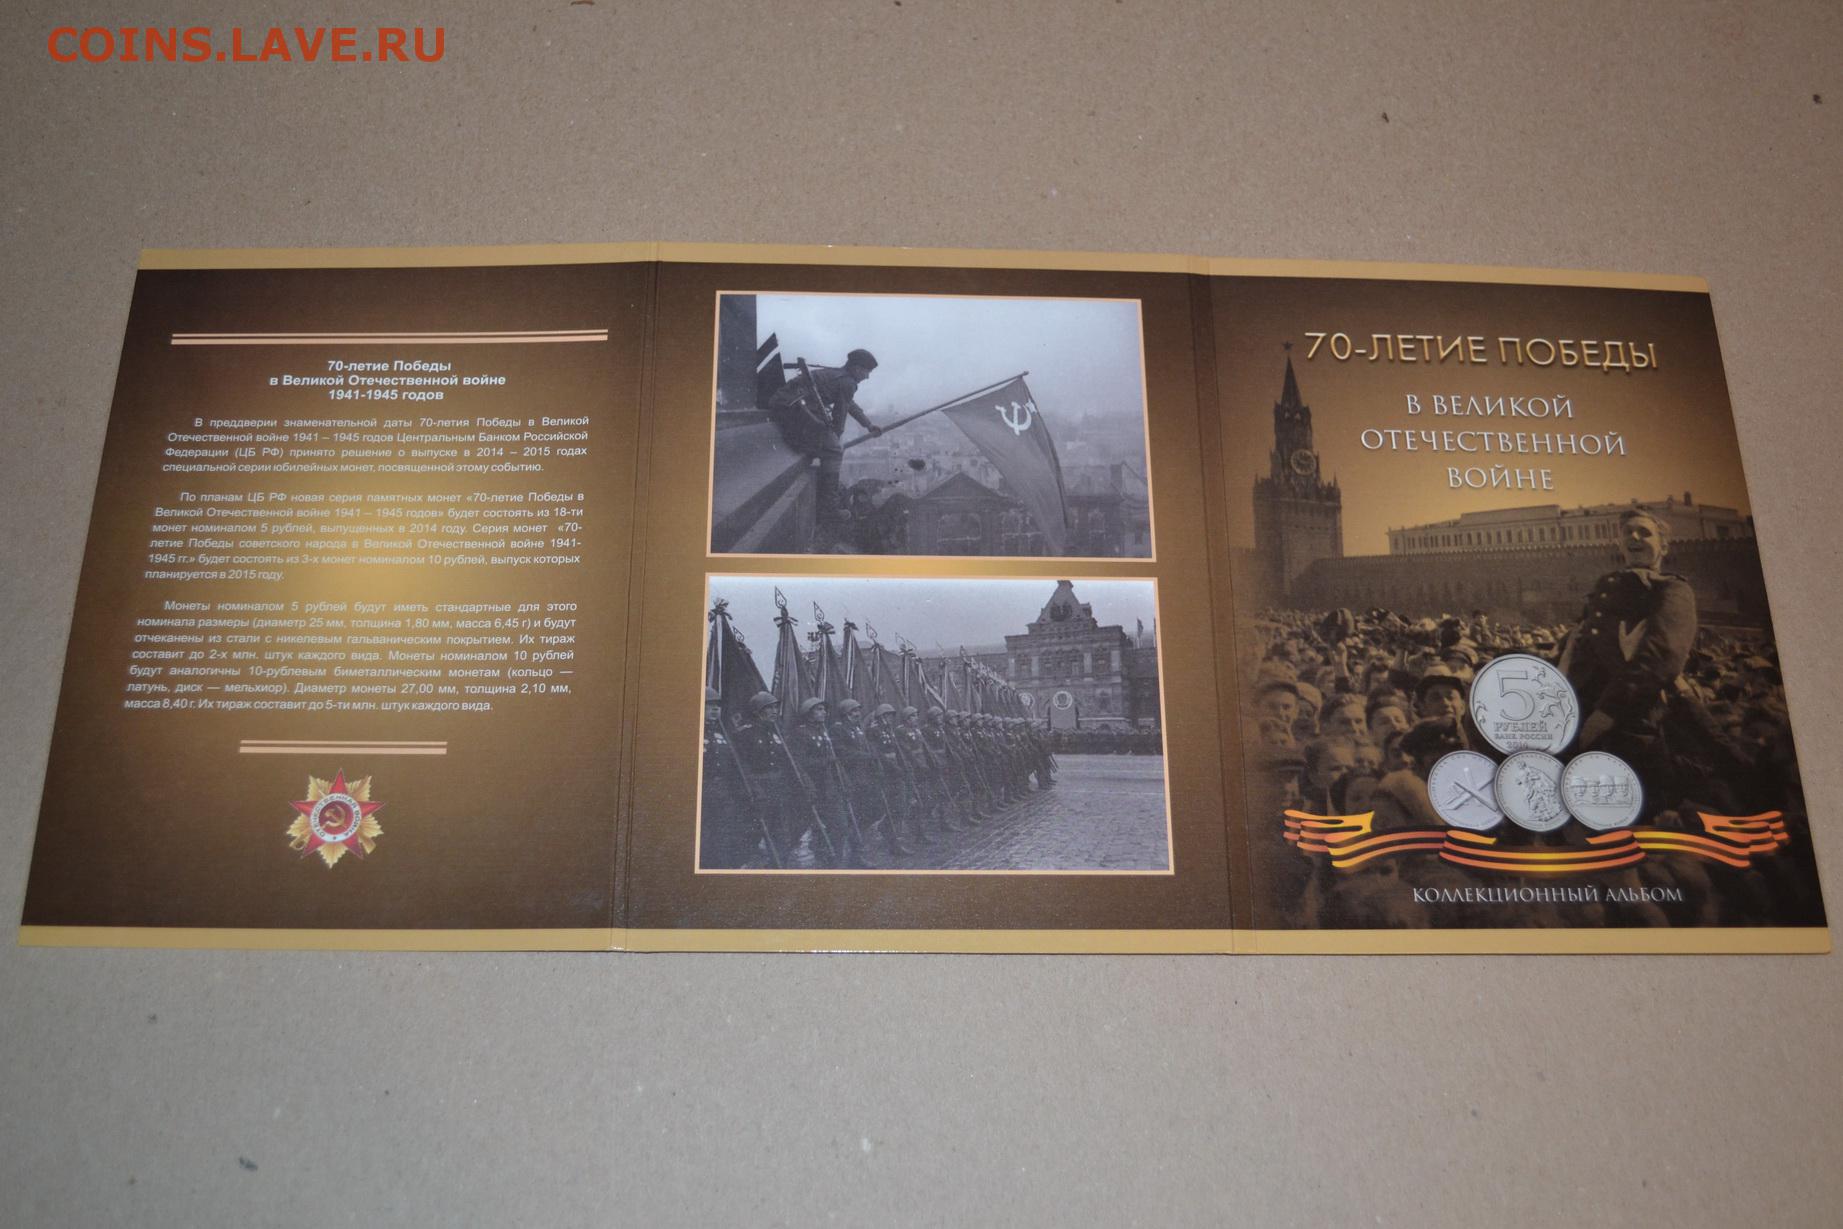 COINS.LAVE.RU
70-летие Победы
в Великой Отечественной войне
1941-1945 годов
В преддверии знаменательной даты 70-летия Победы в Великой
Отечественной войне 1941 – 1945 годов Центральным Банком Российской
Федерации (ЦБ РФ) принято решение о выпуске в 2014 – 2015 годах
специальной серии юбилейных монет, посвященной этому событию.
По планам ЦБ РФ новая серия памятных монет «70-летие Победы в
Великой Отечественной войне 1941 – 1945 годов» будет состоять из 18-ти
монет номиналом 5 рублей, выпущенных в 2014 году. Серия монет «70-
летие Победы советского народа в Великой Отечественной войне 1941-
1945 гг.» будет состоять из 3-х монет номиналом 10 рублей, выпуск которых
планируется в 2015 году.
Монеты номиналом 5 рублей будут иметь стандартные для этого
номинала размеры (диаметр 25 мм, толщина 1,80 мм, масса 6,45 г) и будут
отчеканены из стали с никелевым гальваническим покрытием. Их тираж
составит до 2-х млн. штук каждого вида. Монеты номиналом 10 рублей
будут аналогичны 10-рублевым биметаллическим монетам (кольцо —
латунь, диск — мельхиор). Диаметр монеты 27,00 мм, толщина 2,10 мм,
масса 8,40 г. Их тираж составит до 5-ти млн. штук каждого вида.
ОТЕЧЕСТВЕННАЯ ВОЙНА
70-ЛЕТИЕ ПОБЕДЫ
В ВЕЛИКОЙ
ОТЕЧЕСТВЕННОЙ
ВОЙНЕ
5
РУБЛЕЙ
БАНК РОССИИ
2014
КОЛЛЕКЦИОННЫЙ АЛЬБОМ